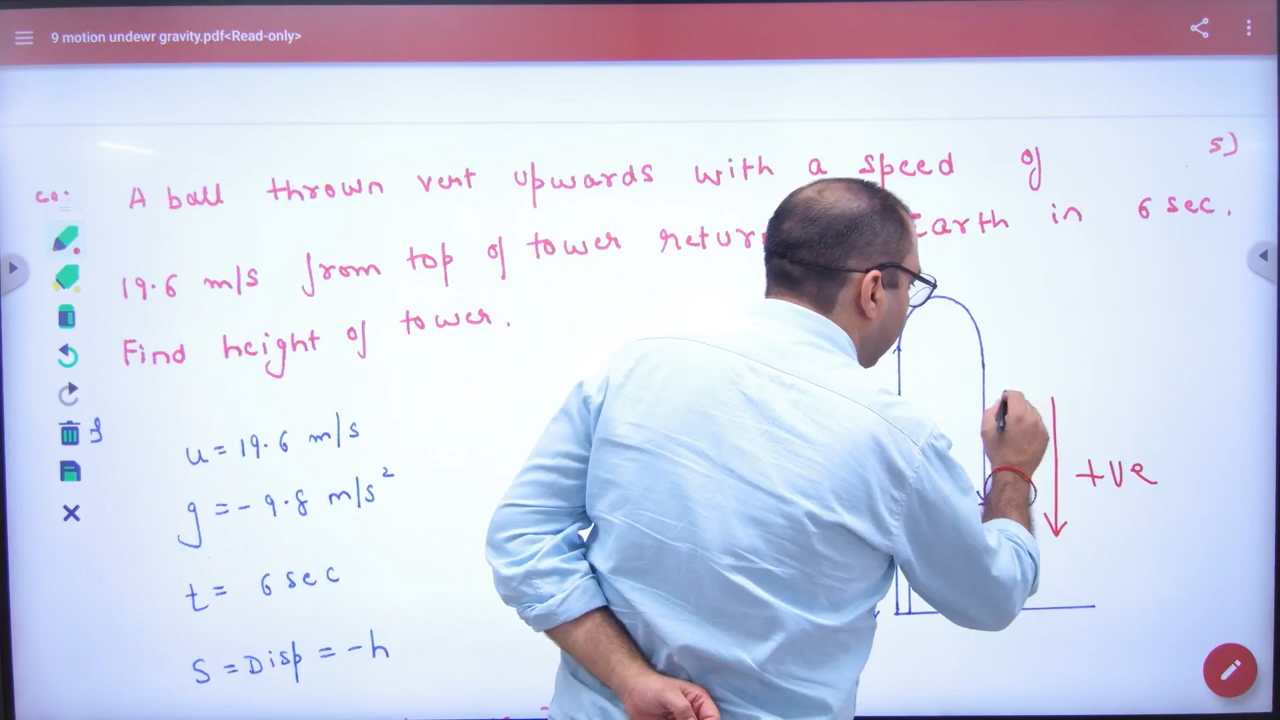 9 motion undewr gravity.pdf<Read-only>
5)
A ball thrown vert upwards with a speed of
19.6 m/s from top of tower Earth in 6 sec.
Find height of tower.
u = 19.6 m/s
g = - 9.8 m/s²
t = 6 sec
S = Disp = -h
+ve